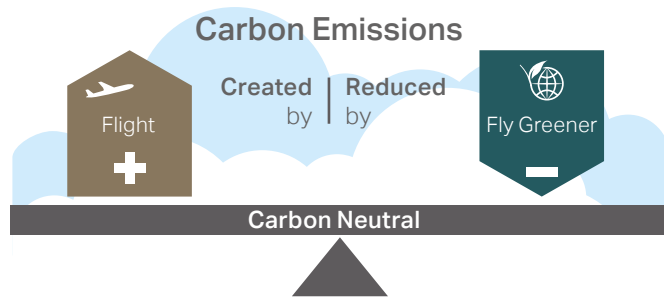 Carbon Emissions
Created | Reduced
by | by
Flight
+
Fly Greener
−
Carbon Neutral